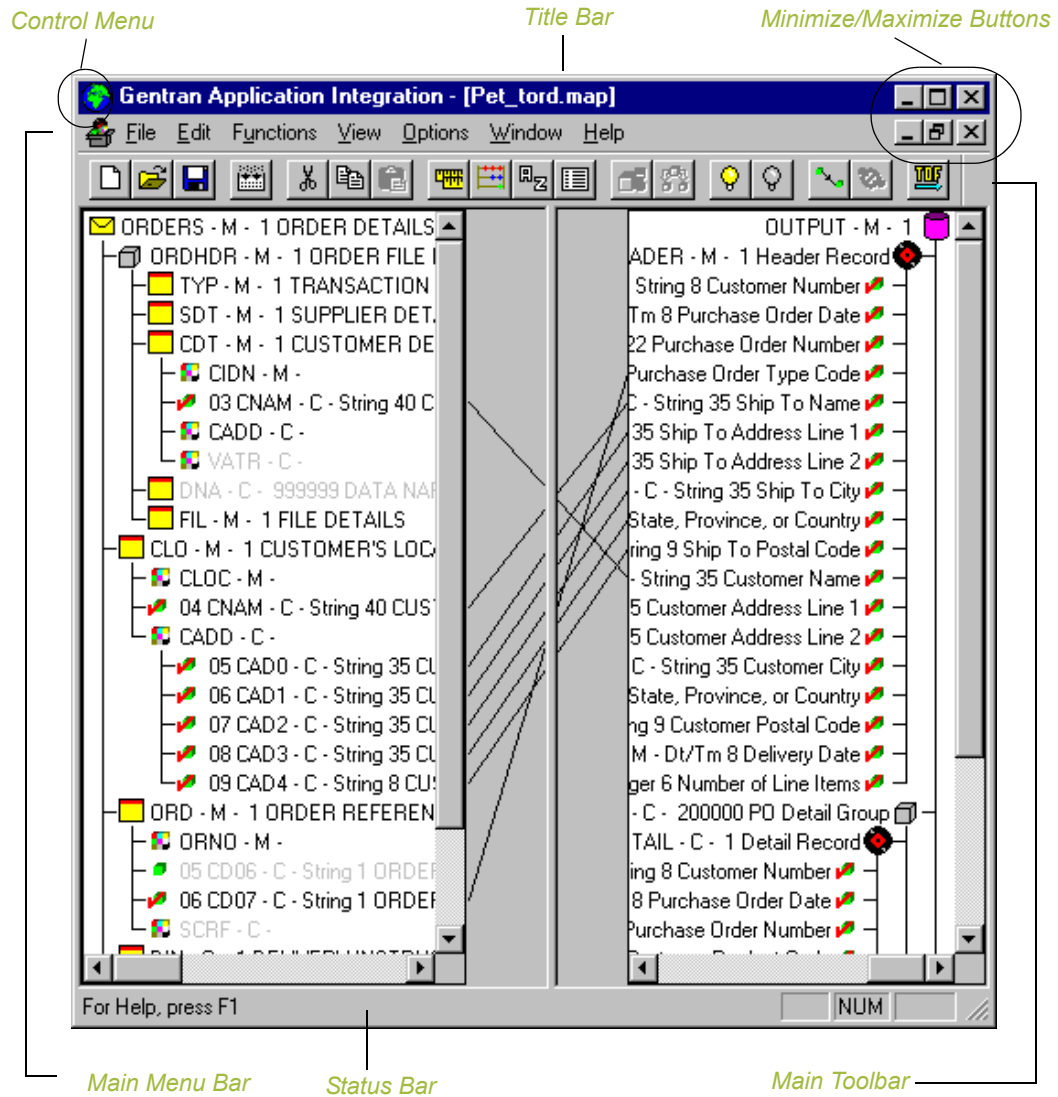 Control Menu
Title Bar
Minimize/Maximize Buttons
Gentran Application Integration - [Pet_tord.map]
File Edit Functions View Options Window Help
A
Z
TOF
ORDERS - M - 1 ORDER DETAILS
ORDHDR - M - 1 ORDER FILE
TYP - M - 1 TRANSACTION
SDT - M - 1 SUPPLIER DET
CDT - M - 1 CUSTOMER DE
CIDN - M -
03 CNAM - C - String 40 C
CADD - C -
VATR - C -
DNA - C - 999999 DATA NAR
FIL - M - 1 FILE DETAILS
CLO - M - 1 CUSTOMER'S LOC
CLOC - M -
04 CNAM - C - String 40 CUS
CADD - C -
05 CAD0 - C - String 35 CU
06 CAD1 - C - String 35 CU
07 CAD2 - C - String 35 CU
08 CAD3 - C - String 35 CU
09 CAD4 - C - String 8 CUS
ORD - M - 1 ORDER REFEREN
ORNO - M -
05 CD06 - C - String 1 ORDER
06 CD07 - C - String 1 ORDER
SCRF - C -
OUTPUT - M - 1
ADER - M - 1 Header Record
String 8 Customer Number
Tm 8 Purchase Order Date
22 Purchase Order Number
Purchase Order Type Code
C - String 35 Ship To Name
35 Ship To Address Line 1
35 Ship To Address Line 2
- C - String 35 Ship To City
State, Province, or Country
ring 9 Ship To Postal Code
- String 35 Customer Name
5 Customer Address Line 1
5 Customer Address Line 2
C - String 35 Customer City
State, Province, or Country
ng 9 Customer Postal Code
M - Dt/Tm 8 Delivery Date
ger 6 Number of Line Items
- C - 200000 PO Detail Group
TAIL - C - 1 Detail Record
ing 8 Customer Number
8 Purchase Order Date
Purchase Order Number
For Help, press F1
NUM
Main Menu Bar
Status Bar
Main Toolbar